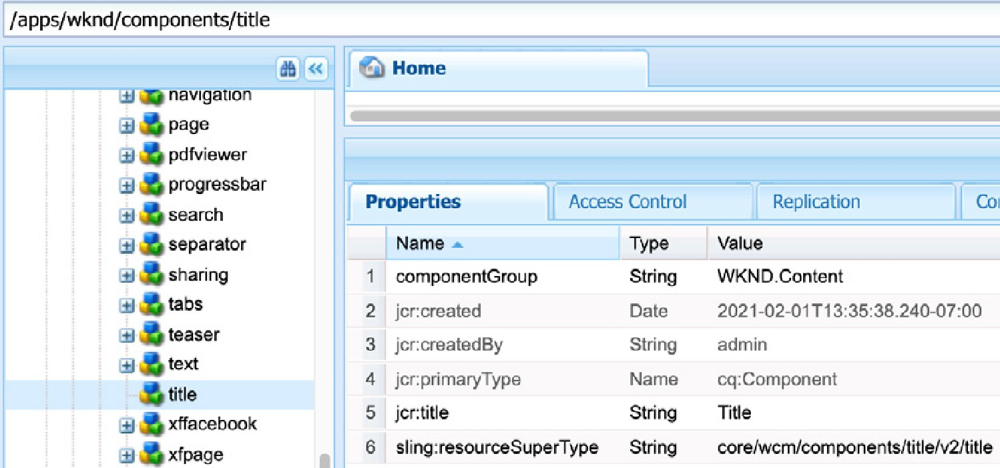 /apps/wknd/components/title
Home
navigation
page
pdfviewer
progressbar
search
separator
sharing
tabs
teaser
text
title
xffacebook
xfpage
Properties Access Control Replication
Name Type Value
1 componentGroup String WKND.Content
2 jcr:created Date 2021-02-01T13:35:38.240-07:00
3 jcr:createdBy String admin
4 jcr:primaryType Name cq:Component
5 jcr:title String Title
6 sling:resourceSuperType String core/wcm/components/title/v2/title